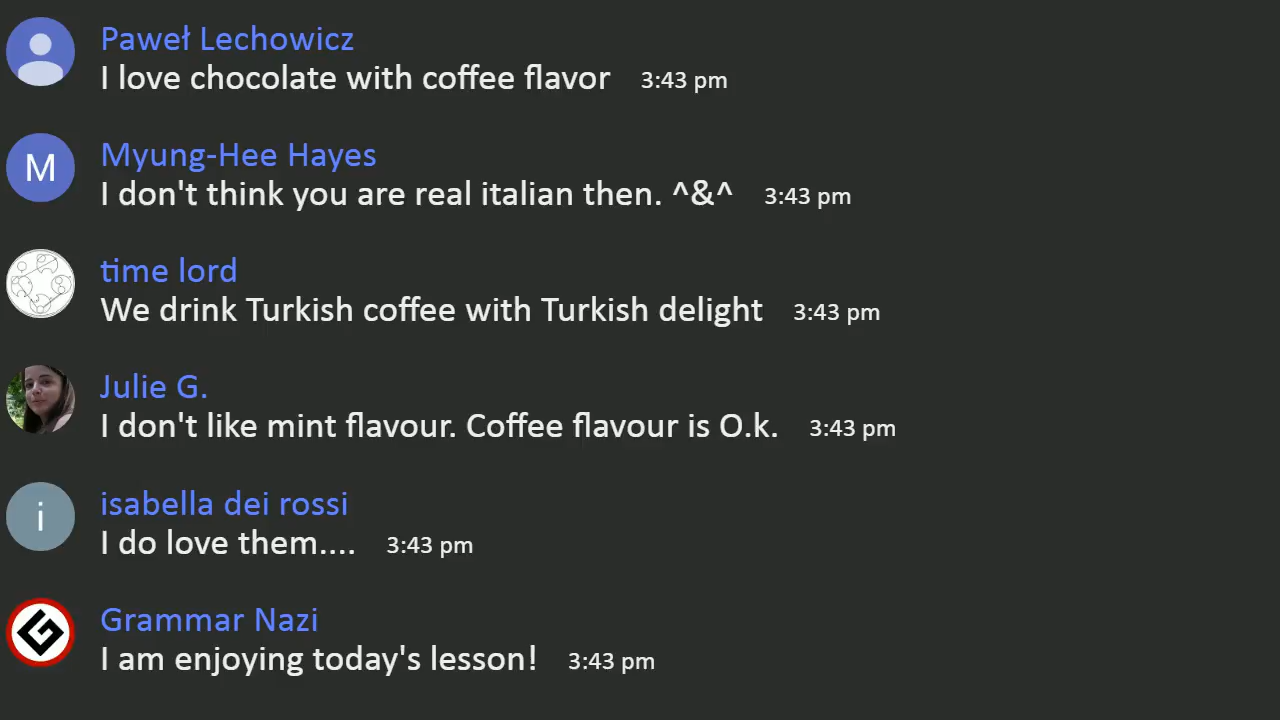 Paweł Lechowicz
I love chocolate with coffee flavor 3:43 pm
M
Myung-Hee Hayes
I don't think you are real italian then. ^&^ 3:43 pm
time lord
We drink Turkish coffee with Turkish delight 3:43 pm
Julie G.
I don't like mint flavour. Coffee flavour is O.k. 3:43 pm
i
isabella dei rossi
I do love them.... 3:43 pm
G
Grammar Nazi
I am enjoying today's lesson! 3:43 pm